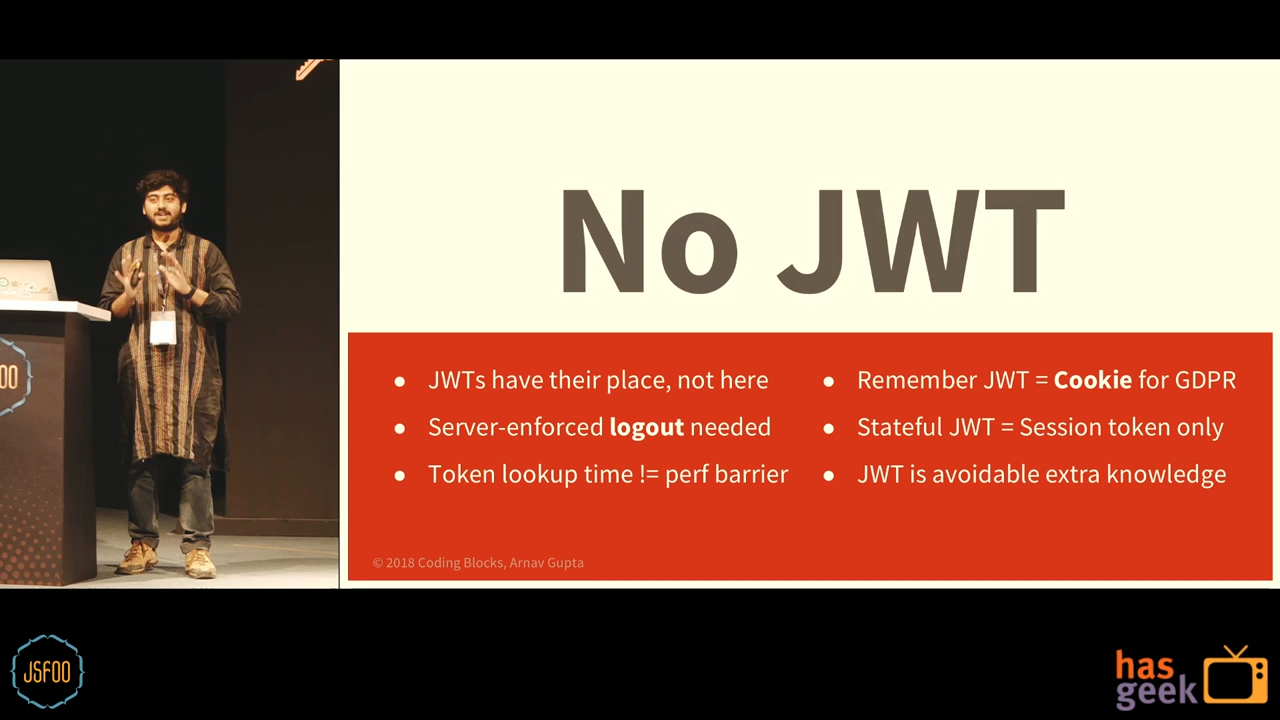 No JWT
● JWTs have their place, not here
● Server-enforced logout needed
● Token lookup time != perf barrier
● Remember JWT = Cookie for GDPR
● Stateful JWT = Session token only
● JWT is avoidable extra knowledge
© 2018 Coding Blocks, Arnav Gupta
OO
JSFOO
has
geek